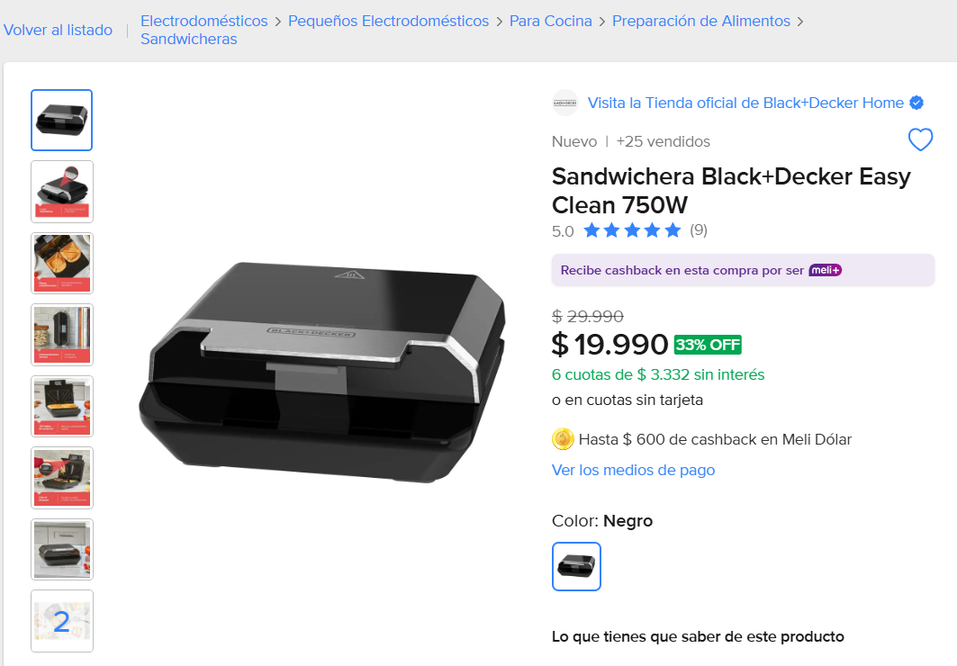 Volver al listado
Electrodomésticos > Pequeños Electrodomésticos > Para Cocina > Preparación de Alimentos >
Sandwicheras
Visita la Tienda oficial de Black+Decker Home
Nuevo | +25 vendidos
Sandwichera Black+Decker Easy
Clean 750W
5.0 (9)
Recibe cashback en esta compra por ser meli+
$ 29.990
$ 19.990 33% OFF
6 cuotas de $ 3.332 sin interés
o en cuotas sin tarjeta
Hasta $ 600 de cashback en Meli Dólar
Ver los medios de pago
Color: Negro
Lo que tienes que saber de este producto
BLACK+DECKER
2